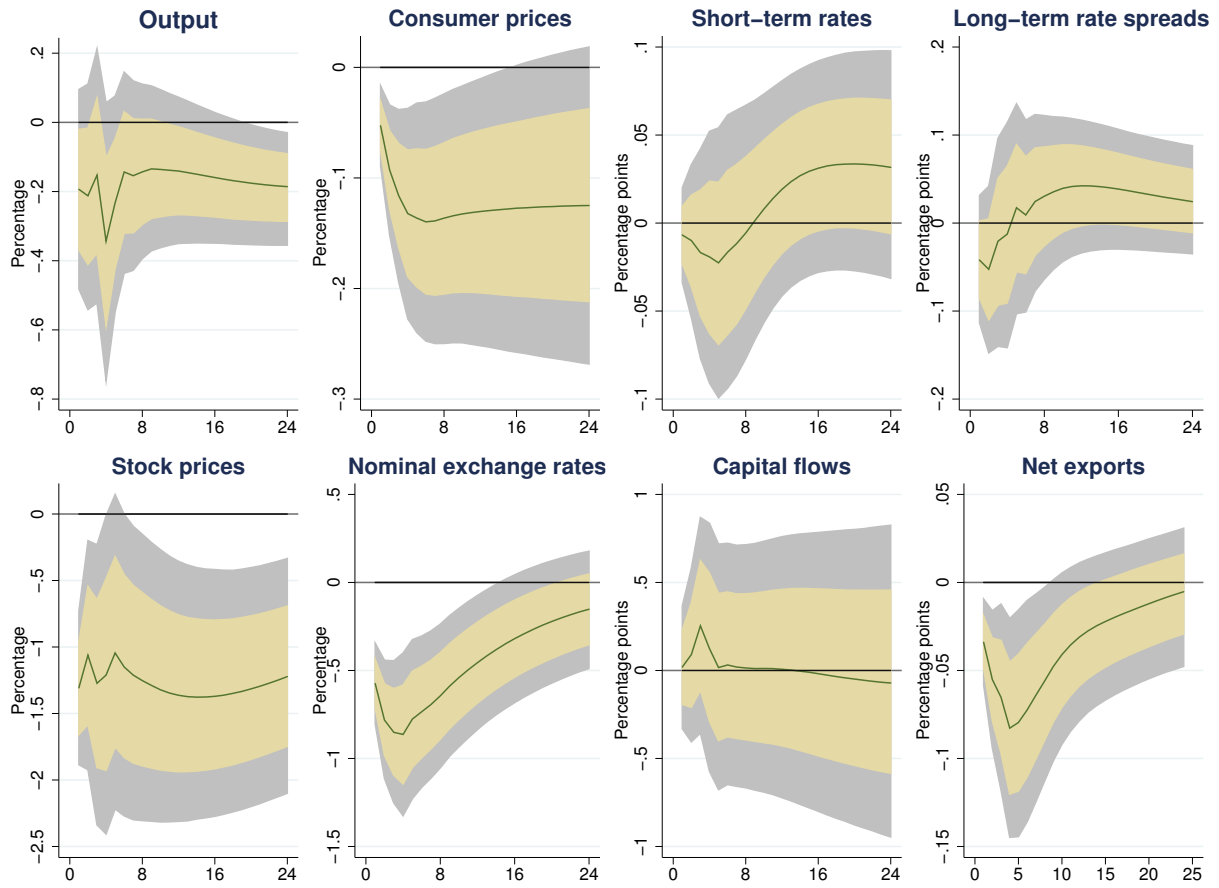 Output
Percentage
.2
0
−.2
−.4
−.6
−.8
0 8 16 24
Consumer prices
Percentage
0
−.1
−.2
−.3
0 8 16 24
Short−term rates
Percentage points
.1
.05
0
−.05
−.1
0 8 16 24
Long−term rate spreads
Percentage points
.2
.1
0
−.1
−.2
0 8 16 24
Stock prices
Percentage
0
−.5
−1
−1.5
−2
−2.5
0 8 16 24
Nominal exchange rates
Percentage
.5
0
−.5
−1
−1.5
0 8 16 24
Capital flows
Percentage points
1
.5
0
−.5
−1
0 8 16 24
Net exports
Percentage points
.05
0
−.05
−.1
−.15
0 5 10 15 20 25